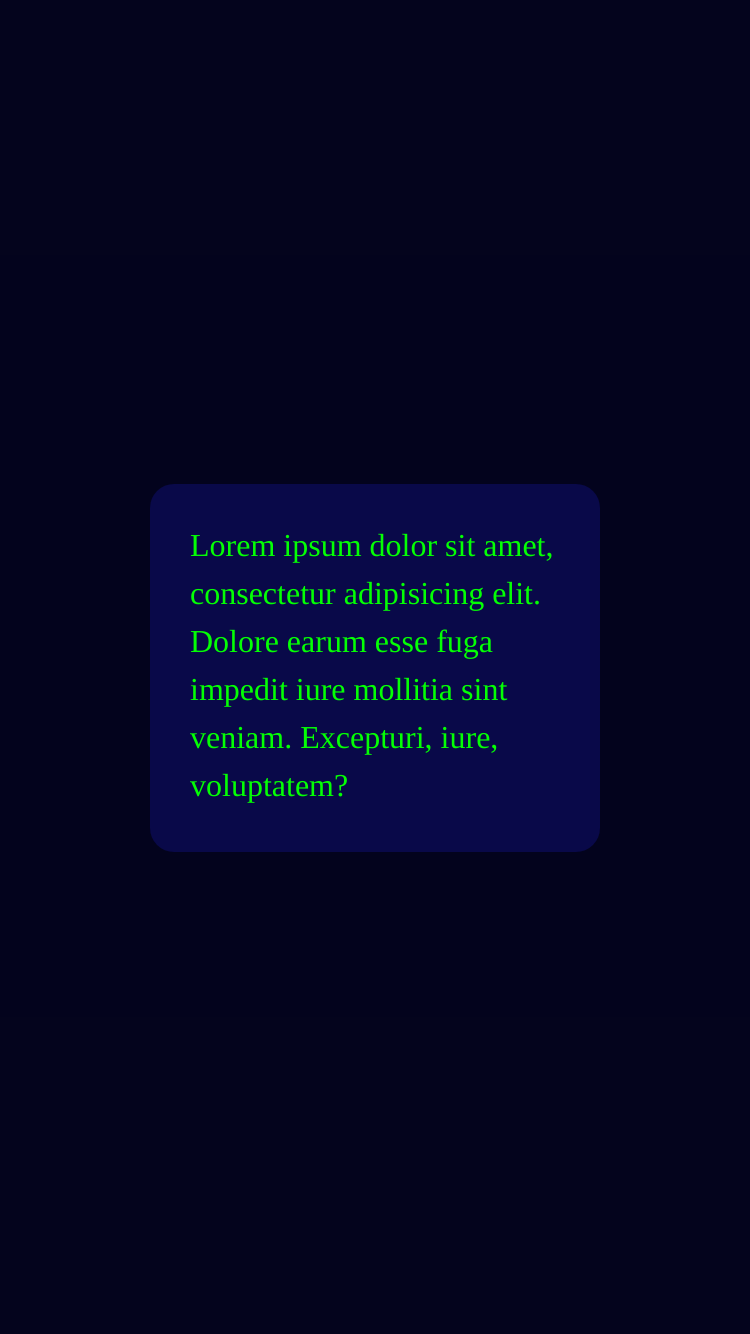 Lorem ipsum dolor sit amet,
consectetur adipisicing elit.
Dolore earum esse fuga
impedit iure mollitia sint
veniam. Excepturi, iure,
voluptatem?